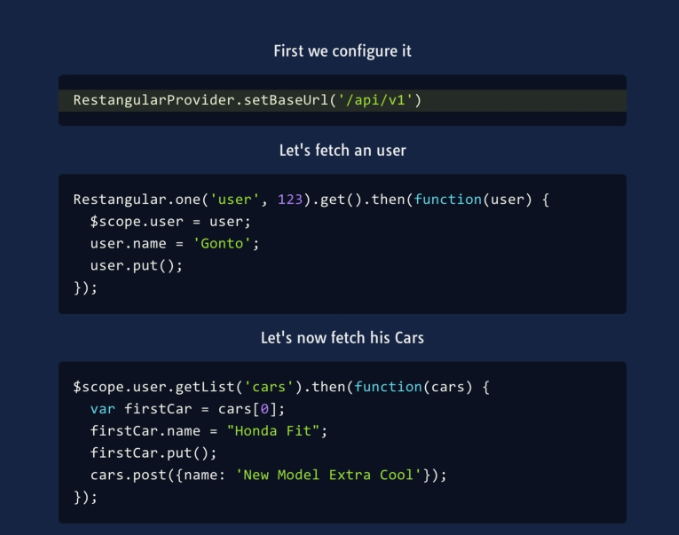 First we configure it
RestangularProvider.setBaseUrl('/api/v1')
Let's fetch an user
Restangular.one('user', 123).get().then(function(user) {
  $scope.user = user;
  user.name = 'Gonto';
  user.put();
});
Let's now fetch his Cars
$scope.user.getList('cars').then(function(cars) {
  var firstCar = cars[0];
  firstCar.name = "Honda Fit";
  firstCar.put();
  cars.post({name: 'New Model Extra Cool'});
});